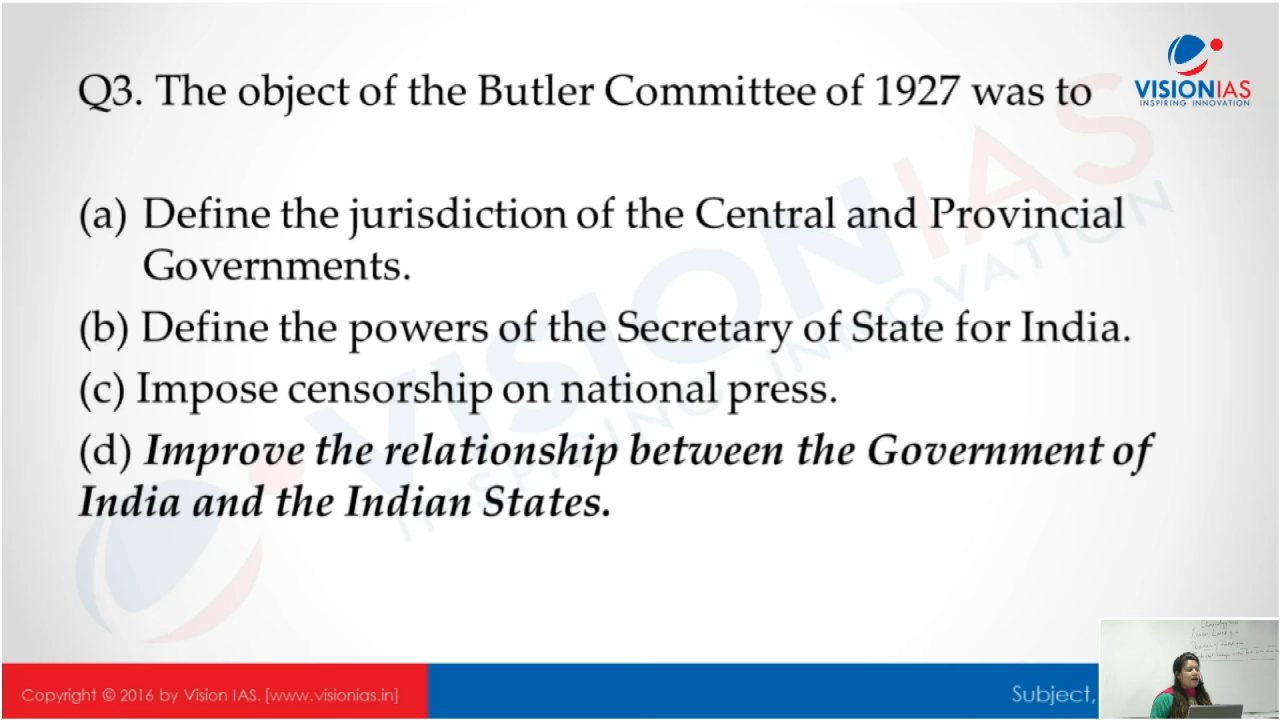 Q3. The object of the Butler Committee of 1927 was to
VISIONIAS
INSPIRING INNOVATION
(a) Define the jurisdiction of the Central and Provincial
Governments.
(b) Define the powers of the Secretary of State for India.
(c) Impose censorship on national press.
(d) Improve the relationship between the Government of
India and the Indian States.
VISIONIAS
INSPIRING INNOVATION
Copyright © 2016 by Vision IAS. [www.visionias.in]
Subject,